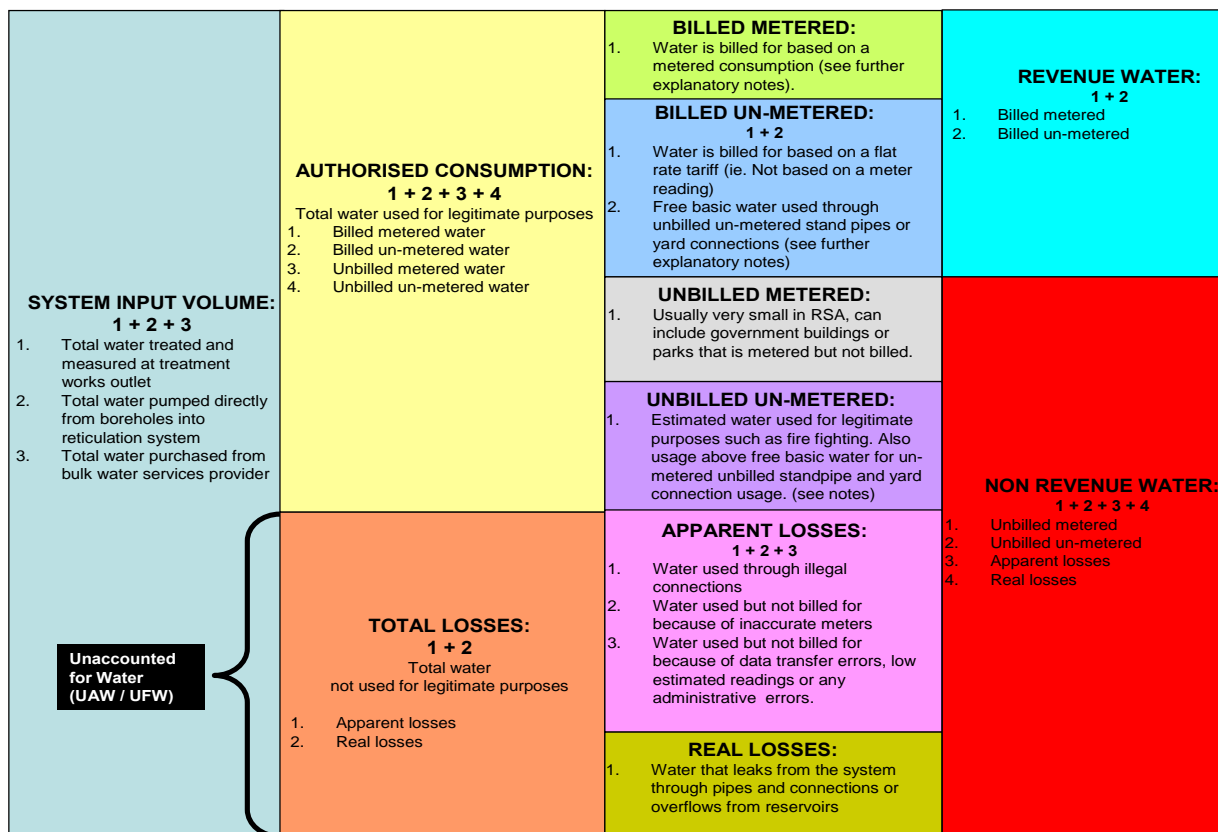 SYSTEM INPUT VOLUME:
1 + 2 + 3
1. Total water treated and
measured at treatment
works outlet
2. Total water pumped directly
from boreholes into
reticulation system
3. Total water purchased from
bulk water services provider
Unaccounted
for Water
(UAW / UFW)
AUTHORISED CONSUMPTION:
1 + 2 + 3 + 4
Total water used for legitimate purposes
1. Billed metered water
2. Billed un-metered water
3. Unbilled metered water
4. Unbilled un-metered water
TOTAL LOSSES:
1 + 2
Total water
not used for legitimate purposes
1. Apparent losses
2. Real losses
BILLED METERED:
1. Water is billed for based on a
metered consumption (see further
explanatory notes).
BILLED UN-METERED:
1 + 2
1. Water is billed for based on a flat
rate tariff (ie. Not based on a meter
reading)
2. Free basic water used through
unbilled un-metered stand pipes or
yard connections (see further
explanatory notes)
UNBILLED METERED:
1. Usually very small in RSA, can
include government buildings or
parks that is metered but not billed.
UNBILLED UN-METERED:
1. Estimated water used for legitimate
purposes such as fire fighting. Also
usage above free basic water for un-
metered unbilled standpipe and yard
connection usage. (see notes)
APPARENT LOSSES:
1 + 2 + 3
1. Water used through illegal
connections
2. Water used but not billed for
because of inaccurate meters
3. Water used but not billed for
because of data transfer errors, low
estimated readings or any
administrative errors.
REAL LOSSES:
1. Water that leaks from the system
through pipes and connections or
overflows from reservoirs
REVENUE WATER:
1 + 2
1. Billed metered
2. Billed un-metered
NON REVENUE WATER:
1 + 2 + 3 + 4
1. Unbilled metered
2. Unbilled un-metered
3. Apparent losses
4. Real losses